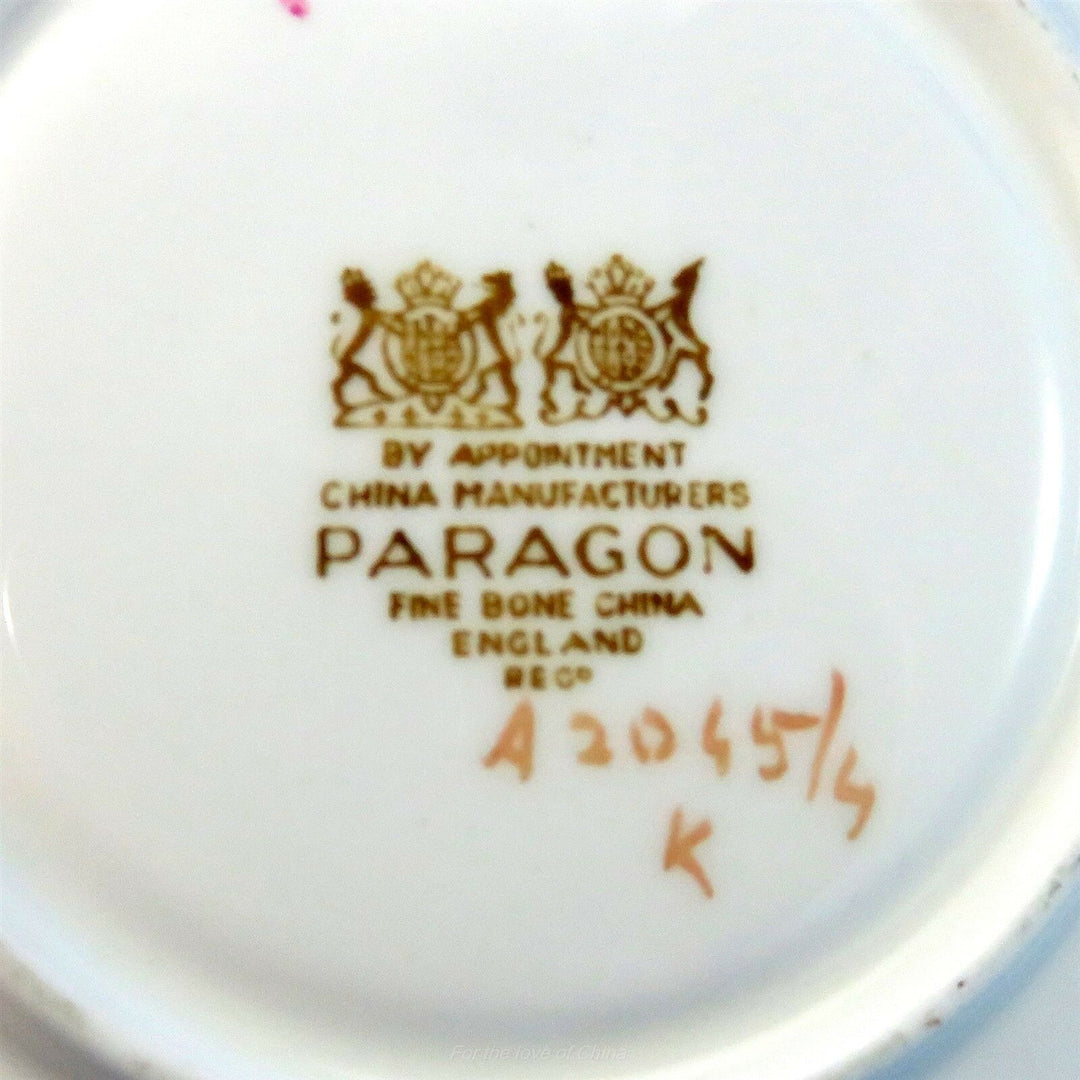 BY APPOINTMENT
CHINA MANUFACTURERS
PARAGON
FINE BONE CHINA
ENGLAND
REGD
A2045/4
K
For the love of China